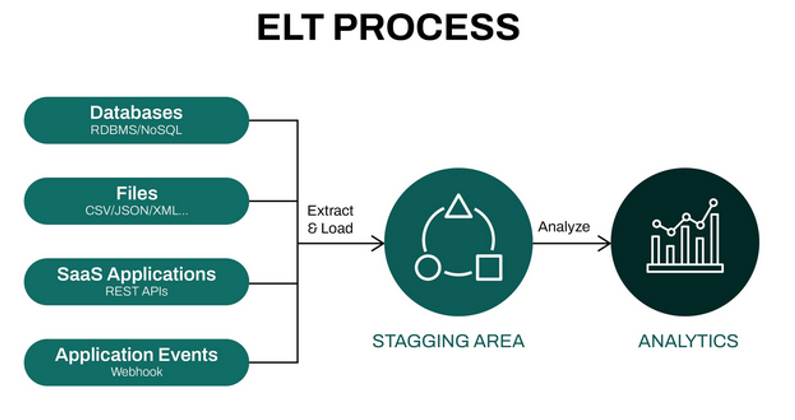 ELT PROCESS
Databases
RDBMS/NoSQL
Files
CSV/JSON/XML...
SaaS Applications
REST APIs
Application Events
Webhook
Extract
& Load
STAGGING AREA
Analyze
ANALYTICS